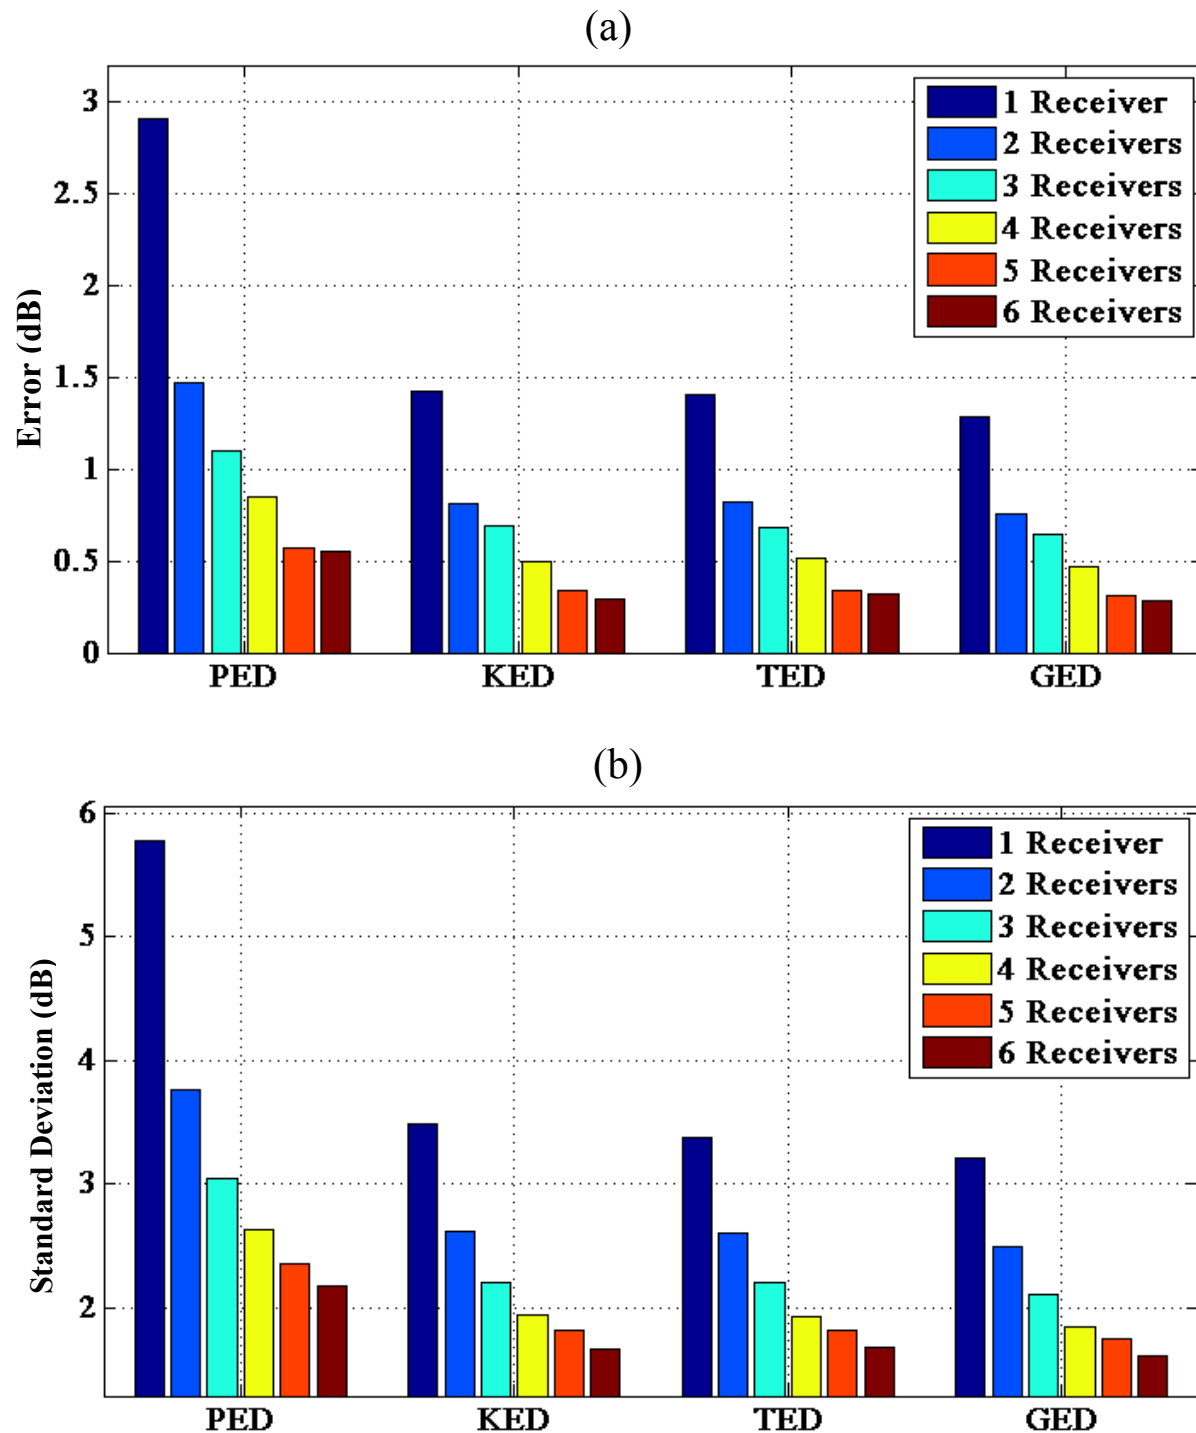 (a)
3
2.5
2
1.5
1
0.5
0
Error (dB)
PED KED TED GED
1 Receiver
2 Receivers
3 Receivers
4 Receivers
5 Receivers
6 Receivers
(b)
6
5
4
3
2
Standard Deviation (dB)
PED KED TED GED
1 Receiver
2 Receivers
3 Receivers
4 Receivers
5 Receivers
6 Receivers